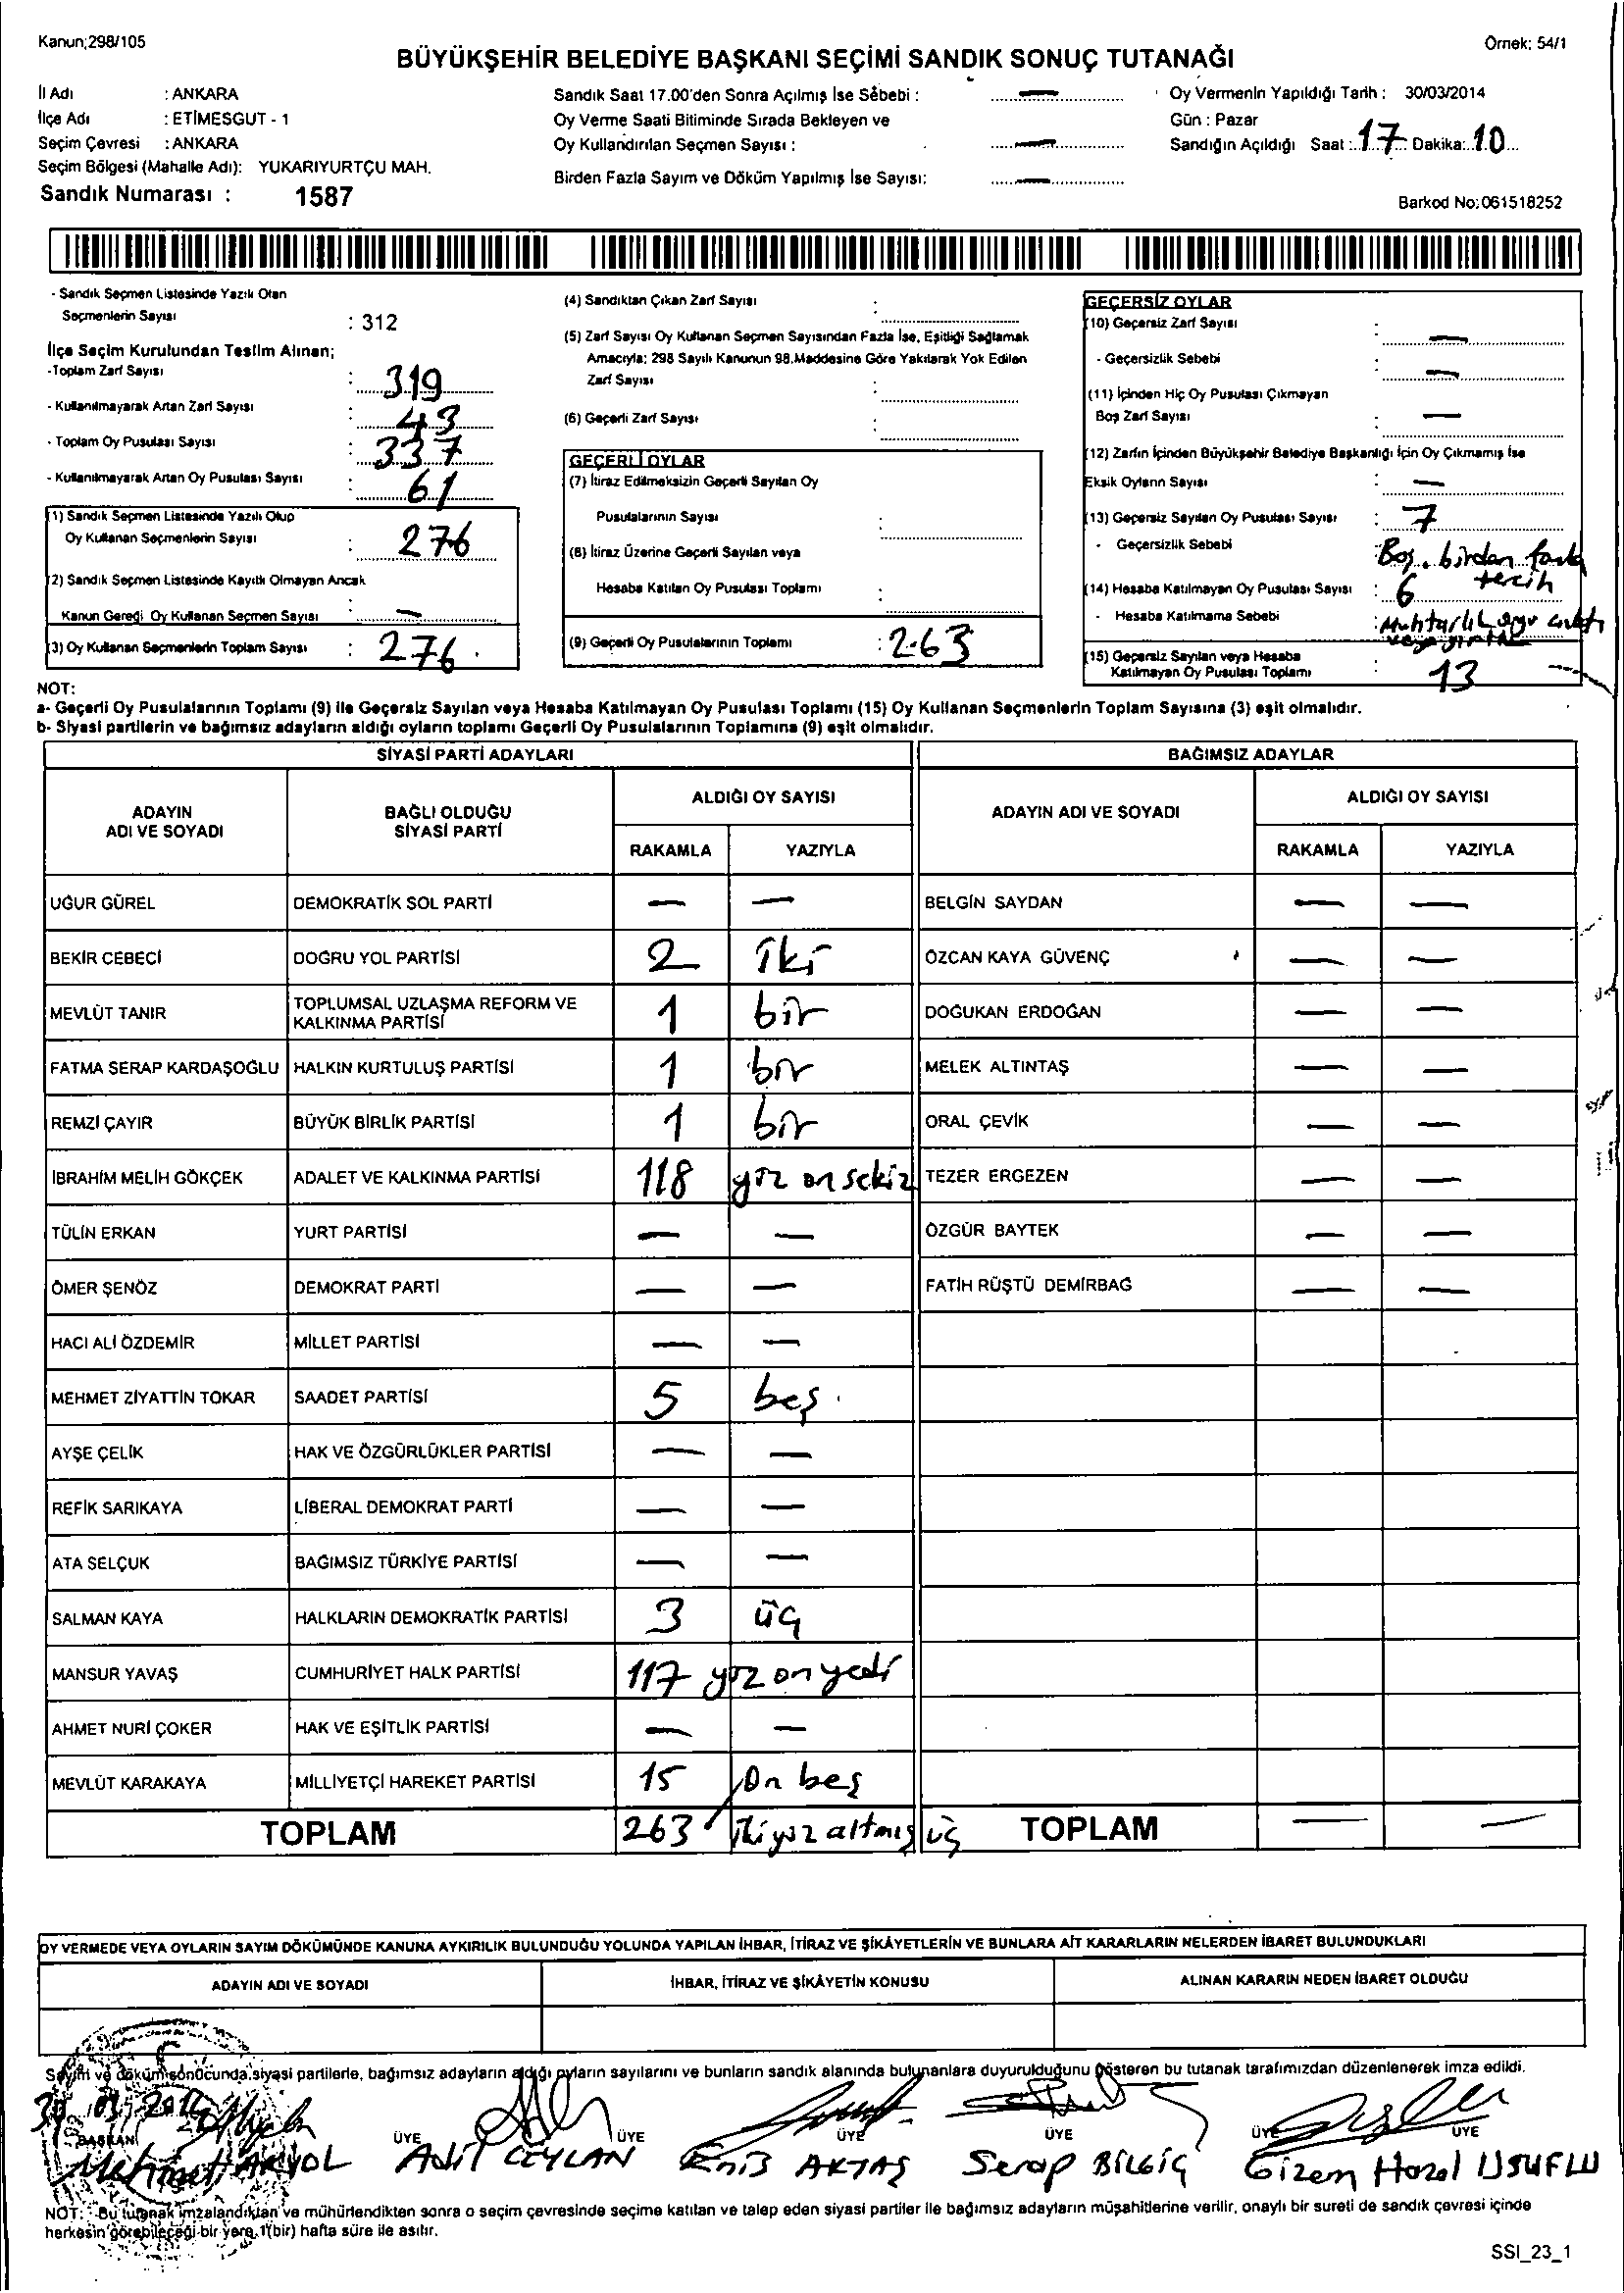 Kanun;298/105
Örnek: 54/1
BÜYÜKŞEHİR BELEDİYE BAŞKANI SEÇİMİ SANDIK SONUÇ TUTANAĞI
İl Adı : ANKARA
İlçe Adı : ETİMESGUT - 1
Seçim Çevresi : ANKARA
Seçim Bölgesi (Mahalle Adı): YUKARIYURTÇU MAH.
Sandık Numarası : 1587
Sandık Saat 17.00'den Sonra Açılmış İse Sebebi : —
Oy Verme Saati Bitiminde Sırada Bekleyen ve
Oy Kullandırılan Seçmen Sayısı : —
Birden Fazla Sayım ve Döküm Yapılmış İse Sayısı: —
Oy Vermenin Yapıldığı Tarih : 30/03/2014
Gün : Pazar
Sandığın Açıldığı Saat : 17 Dakika: 10
Barkod No:061518252
- Sandık Seçmen Listesinde Yazılı Olan
Seçmenlerin Sayısı : 312
İlçe Seçim Kurulundan Teslim Alınan;
-Toplam Zarf Sayısı : 319
- Kullanılmayarak Artan Zarf Sayısı : 43
- Toplam Oy Pusulası Sayısı : 337
- Kullanılmayarak Artan Oy Pusulası Sayısı : 61
(1) Sandık Seçmen Listesinde Yazılı Olup
Oy Kullanan Seçmenlerin Sayısı : 276
(2) Sandık Seçmen Listesinde Kayıtlı Olmayan Ancak
Kanun Gereği Oy Kullanan Seçmen Sayısı : —
(3) Oy Kullanan Seçmenlerin Toplam Sayısı : 276
(4) Sandıktan Çıkan Zarf Sayısı :
(5) Zarf Sayısı Oy Kullanan Seçmen Sayısından Fazla İse, Eşitliği Sağlamak
Amacıyla; 298 Sayılı Kanunun 98.Maddesine Göre Yakılarak Yok Edilen
Zarf Sayısı :
(6) Geçerli Zarf Sayısı :
GEÇERLİ OYLAR
(7) İtiraz Edilmeksizin Geçerli Sayılan Oy
Pusulalarının Sayısı :
(8) İtiraz Üzerine Geçerli Sayılan veya
Hesaba Katılan Oy Pusulası Toplamı :
(9) Geçerli Oy Pusulalarının Toplamı : 263
GEÇERSİZ OYLAR
(10) Geçersiz Zarf Sayısı : —
- Geçersizlik Sebebi : —
(11) İçinden Hiç Oy Pusulası Çıkmayan
Boş Zarf Sayısı : —
(12) Zarfın İçinden Büyükşehir Belediye Başkanlığı İçin Oy Çıkmamış İse
Eksik Oyların Sayısı : —
(13) Geçersiz Sayılan Oy Pusulası Sayısı : 7
- Geçersizlik Sebebi : Boş, birden fazla tercih
(14) Hesaba Katılmayan Oy Pusulası Sayısı : 6
- Hesaba Katılmama Sebebi : Muhtarlık oyu çıktı
veya yırtık
(15) Geçersiz Sayılan veya Hesaba
Katılmayan Oy Pusulası Toplamı : 13
NOT:
a- Geçerli Oy Pusulalarının Toplamı (9) ile Geçersiz Sayılan veya Hesaba Katılmayan Oy Pusulası Toplamı (15) Oy Kullanan Seçmenlerin Toplam Sayısına (3) eşit olmalıdır.
b- Siyasi partilerin ve bağımsız adayların aldığı oyların toplamı Geçerli Oy Pusulalarının Toplamına (9) eşit olmalıdır.
SİYASİ PARTİ ADAYLARI BAĞIMSIZ ADAYLAR
ADAYIN ADI VE SOYADI BAĞLI OLDUĞU SİYASİ PARTİ ALDIĞI OY SAYISI ADAYIN ADI VE SOYADI ALDIĞI OY SAYISI
RAKAMLA YAZIYLA RAKAMLA YAZIYLA
UĞUR GÜREL DEMOKRATİK SOL PARTİ — — BELGİN SAYDAN — —
BEKİR CEBECİ DOĞRU YOL PARTİSİ 2 iki ÖZCAN KAYA GÜVENÇ — —
MEVLÜT TANIR TOPLUMSAL UZLAŞMA REFORM VE KALKINMA PARTİSİ 1 bir DOĞUKAN ERDOĞAN — —
FATMA SERAP KARDAŞOĞLU HALKIN KURTULUŞ PARTİSİ 1 bir MELEK ALTINTAŞ — —
REMZİ ÇAYIR BÜYÜK BİRLİK PARTİSİ 1 bir ORAL ÇEVİK — —
İBRAHİM MELİH GÖKÇEK ADALET VE KALKINMA PARTİSİ 118 yüz on sekiz TEZER ERGEZEN — —
TÜLİN ERKAN YURT PARTİSİ — — ÖZGÜR BAYTEK — —
ÖMER ŞENÖZ DEMOKRAT PARTİ — — FATİH RÜŞTÜ DEMİRBAĞ — —
HACI ALİ ÖZDEMİR MİLLET PARTİSİ — —
MEHMET ZİYATTİN TOKAR SAADET PARTİSİ 5 beş
AYŞE ÇELİK HAK VE ÖZGÜRLÜKLER PARTİSİ — —
REFİK SARIKAYA LİBERAL DEMOKRAT PARTİ — —
ATA SELÇUK BAĞIMSIZ TÜRKİYE PARTİSİ — —
SALMAN KAYA HALKLARIN DEMOKRATİK PARTİSİ 3 üç
MANSUR YAVAŞ CUMHURİYET HALK PARTİSİ 117 yüz on yedi
AHMET NURİ ÇOKER HAK VE EŞİTLİK PARTİSİ — —
MEVLÜT KARAKAYA MİLLİYETÇİ HAREKET PARTİSİ 15 on beş
TOPLAM 263 iki yüz altmış üç TOPLAM — —
OY VERMEDE VEYA OYLARIN SAYIM DÖKÜMÜNDE KANUNA AYKIRILIK BULUNDUĞU YOLUNDA YAPILAN İHBAR, İTİRAZ VE ŞİKÂYETLERİN VE BUNLARA AİT KARARLARIN NELERDEN İBARET BULUNDUKLARI
ADAYIN ADI VE SOYADI İHBAR, İTİRAZ VE ŞİKÂYETİN KONUSU ALINAN KARARIN NEDEN İBARET OLDUĞU
Sayım ve döküm sonucunda,siyasi partilerle, bağımsız adayların aldığı oyların sayılarını ve bunların sandık alanında bulunanlara duyurulduğunu gösteren bu tutanak tarafımızdan düzenlenerek imza edildi.
30/03/2014
BAŞKAN ÜYE ÜYE ÜYE ÜYE ÜYE ÜYE
Mehmet AKYOL Adil CEYLAN Enis AKTAŞ Serap BİLGİÇ Gizem Hazal USUFLU
NOT: Bu tutanak imzalandıktan ve mühürlendikten sonra o seçim çevresinde seçime katılan ve talep eden siyasi partiler ile bağımsız adayların müşahitlerine verilir, onaylı bir sureti de sandık çevresi içinde
herkesin görebileceği bir yere, 1(bir) hafta süre ile asılır.
SSI_23_1